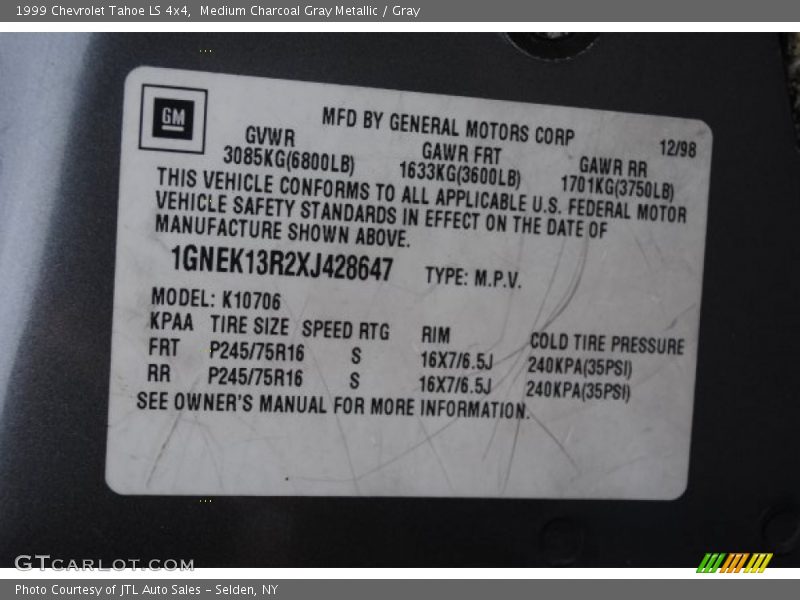 1999 Chevrolet Tahoe LS 4x4, Medium Charcoal Gray Metallic / Gray
GM
MFD BY GENERAL MOTORS CORP 12/98
GVWR GAWR FRT GAWR RR
3085KG(6800LB) 1633KG(3600LB) 1701KG(3750LB)
THIS VEHICLE CONFORMS TO ALL APPLICABLE U.S. FEDERAL MOTOR
VEHICLE SAFETY STANDARDS IN EFFECT ON THE DATE OF
MANUFACTURE SHOWN ABOVE.
1GNEK13R2XJ428647 TYPE: M.P.V.
MODEL: K10706
KPAA TIRE SIZE SPEED RTG RIM COLD TIRE PRESSURE
FRT P245/75R16 S 16X7/6.5J 240KPA(35PSI)
RR P245/75R16 S 16X7/6.5J 240KPA(35PSI)
SEE OWNER'S MANUAL FOR MORE INFORMATION.
GTCARLOT.COM
Photo Courtesy of JTL Auto Sales - Selden, NY